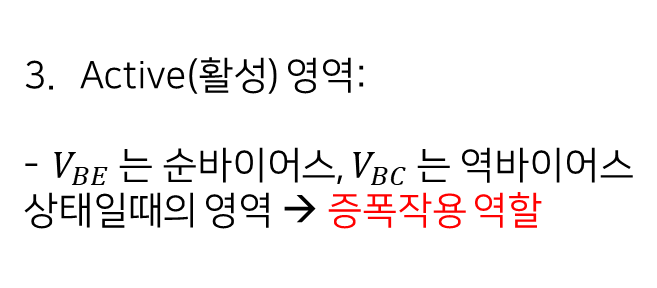 3. Active(활성) 영역:
- V_BE 는 순바이어스, V_BC 는 역바이어스
상태일때의 영역 → 증폭작용 역할